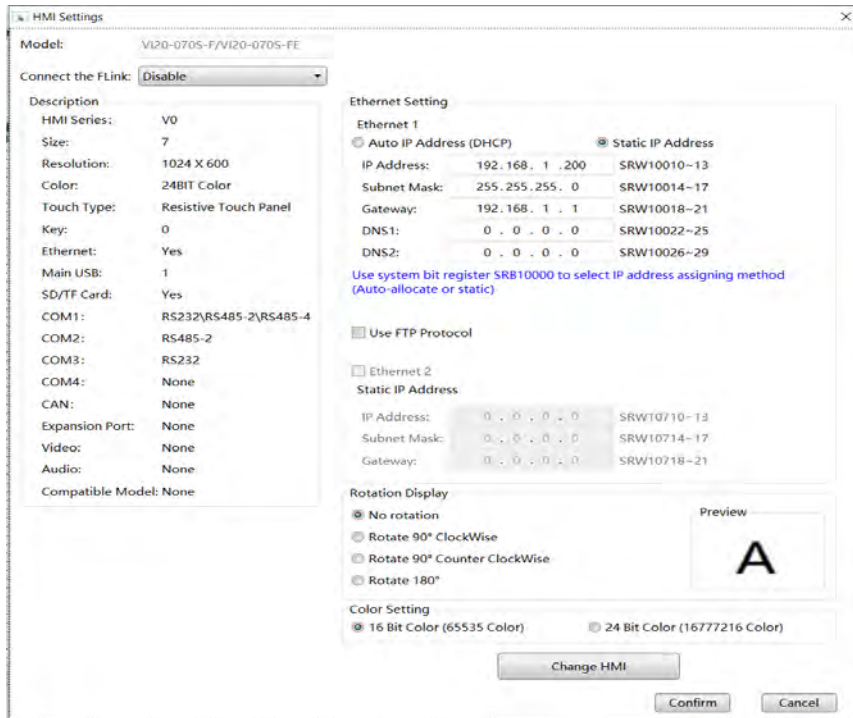 HMI Settings
Model: VI20-070S-F/VI20-070S-FE
Connect the FLink: Disable
Description
HMI Series: V0
Size: 7
Resolution: 1024 X 600
Color: 24BIT Color
Touch Type: Resistive Touch Panel
Key: 0
Ethernet: Yes
Main USB: 1
SD/TF Card: Yes
COM1: RS232\RS485-2\RS485-4
COM2: RS485-2
COM3: RS232
COM4: None
CAN: None
Expansion Port: None
Video: None
Audio: None
Compatible Model: None
Ethernet Setting
Ethernet 1
Auto IP Address (DHCP) Static IP Address
IP Address: 192.168. 1 .200 SRW10010~13
Subnet Mask: 255.255.255. 0 SRW10014~17
Gateway: 192.168. 1 . 1 SRW10018~21
DNS1: 0 . 0 . 0 . 0 SRW10022~25
DNS2: 0 . 0 . 0 . 0 SRW10026~29
Use system bit register SRB10000 to select IP address assigning method
(Auto-allocate or static)
Use FTP Protocol
Ethernet 2
Static IP Address
IP Address: 0 . 0 . 0 . 0 SRW10710~13
Subnet Mask: 0 . 0 . 0 . 0 SRW10714~17
Gateway: 0 . 0 . 0 . 0 SRW10718~21
Rotation Display
No rotation
Rotate 90° ClockWise
Rotate 90° Counter ClockWise
Rotate 180°
Preview
A
Color Setting
16 Bit Color (65535 Color) 24 Bit Color (16777216 Color)
Change HMI
Confirm Cancel